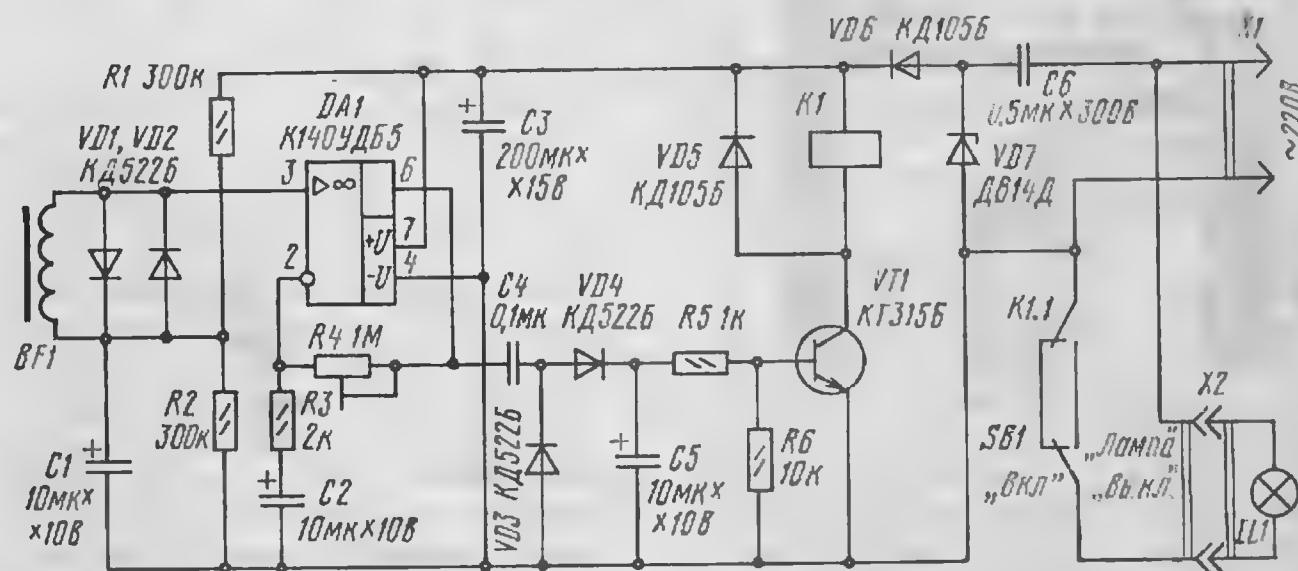 VD6 КД105Б
X1
R1 300к
DA1
К140УДБ5
VD1, VD2
КД522Б
3
6
7
+U
2
4
-U
C3
200мк×
×15В
K1
C6
0,5мк×300В
VD5
КД105Б
VD7
Д814Д
~220В
BF1
R4 1М
C4
0,1мк
VD4
КД522Б
R5 1к
VT1
КТ315Б
K1.1
X2
R2
300к
R3
2к
C1
10мк×
×10В
C2
10мк×10В
VD3 КД522Б
C5
10мк×
×10В
R6
10к
SB1
„Вкл"
„Лампа"
„Выкл."
EL1